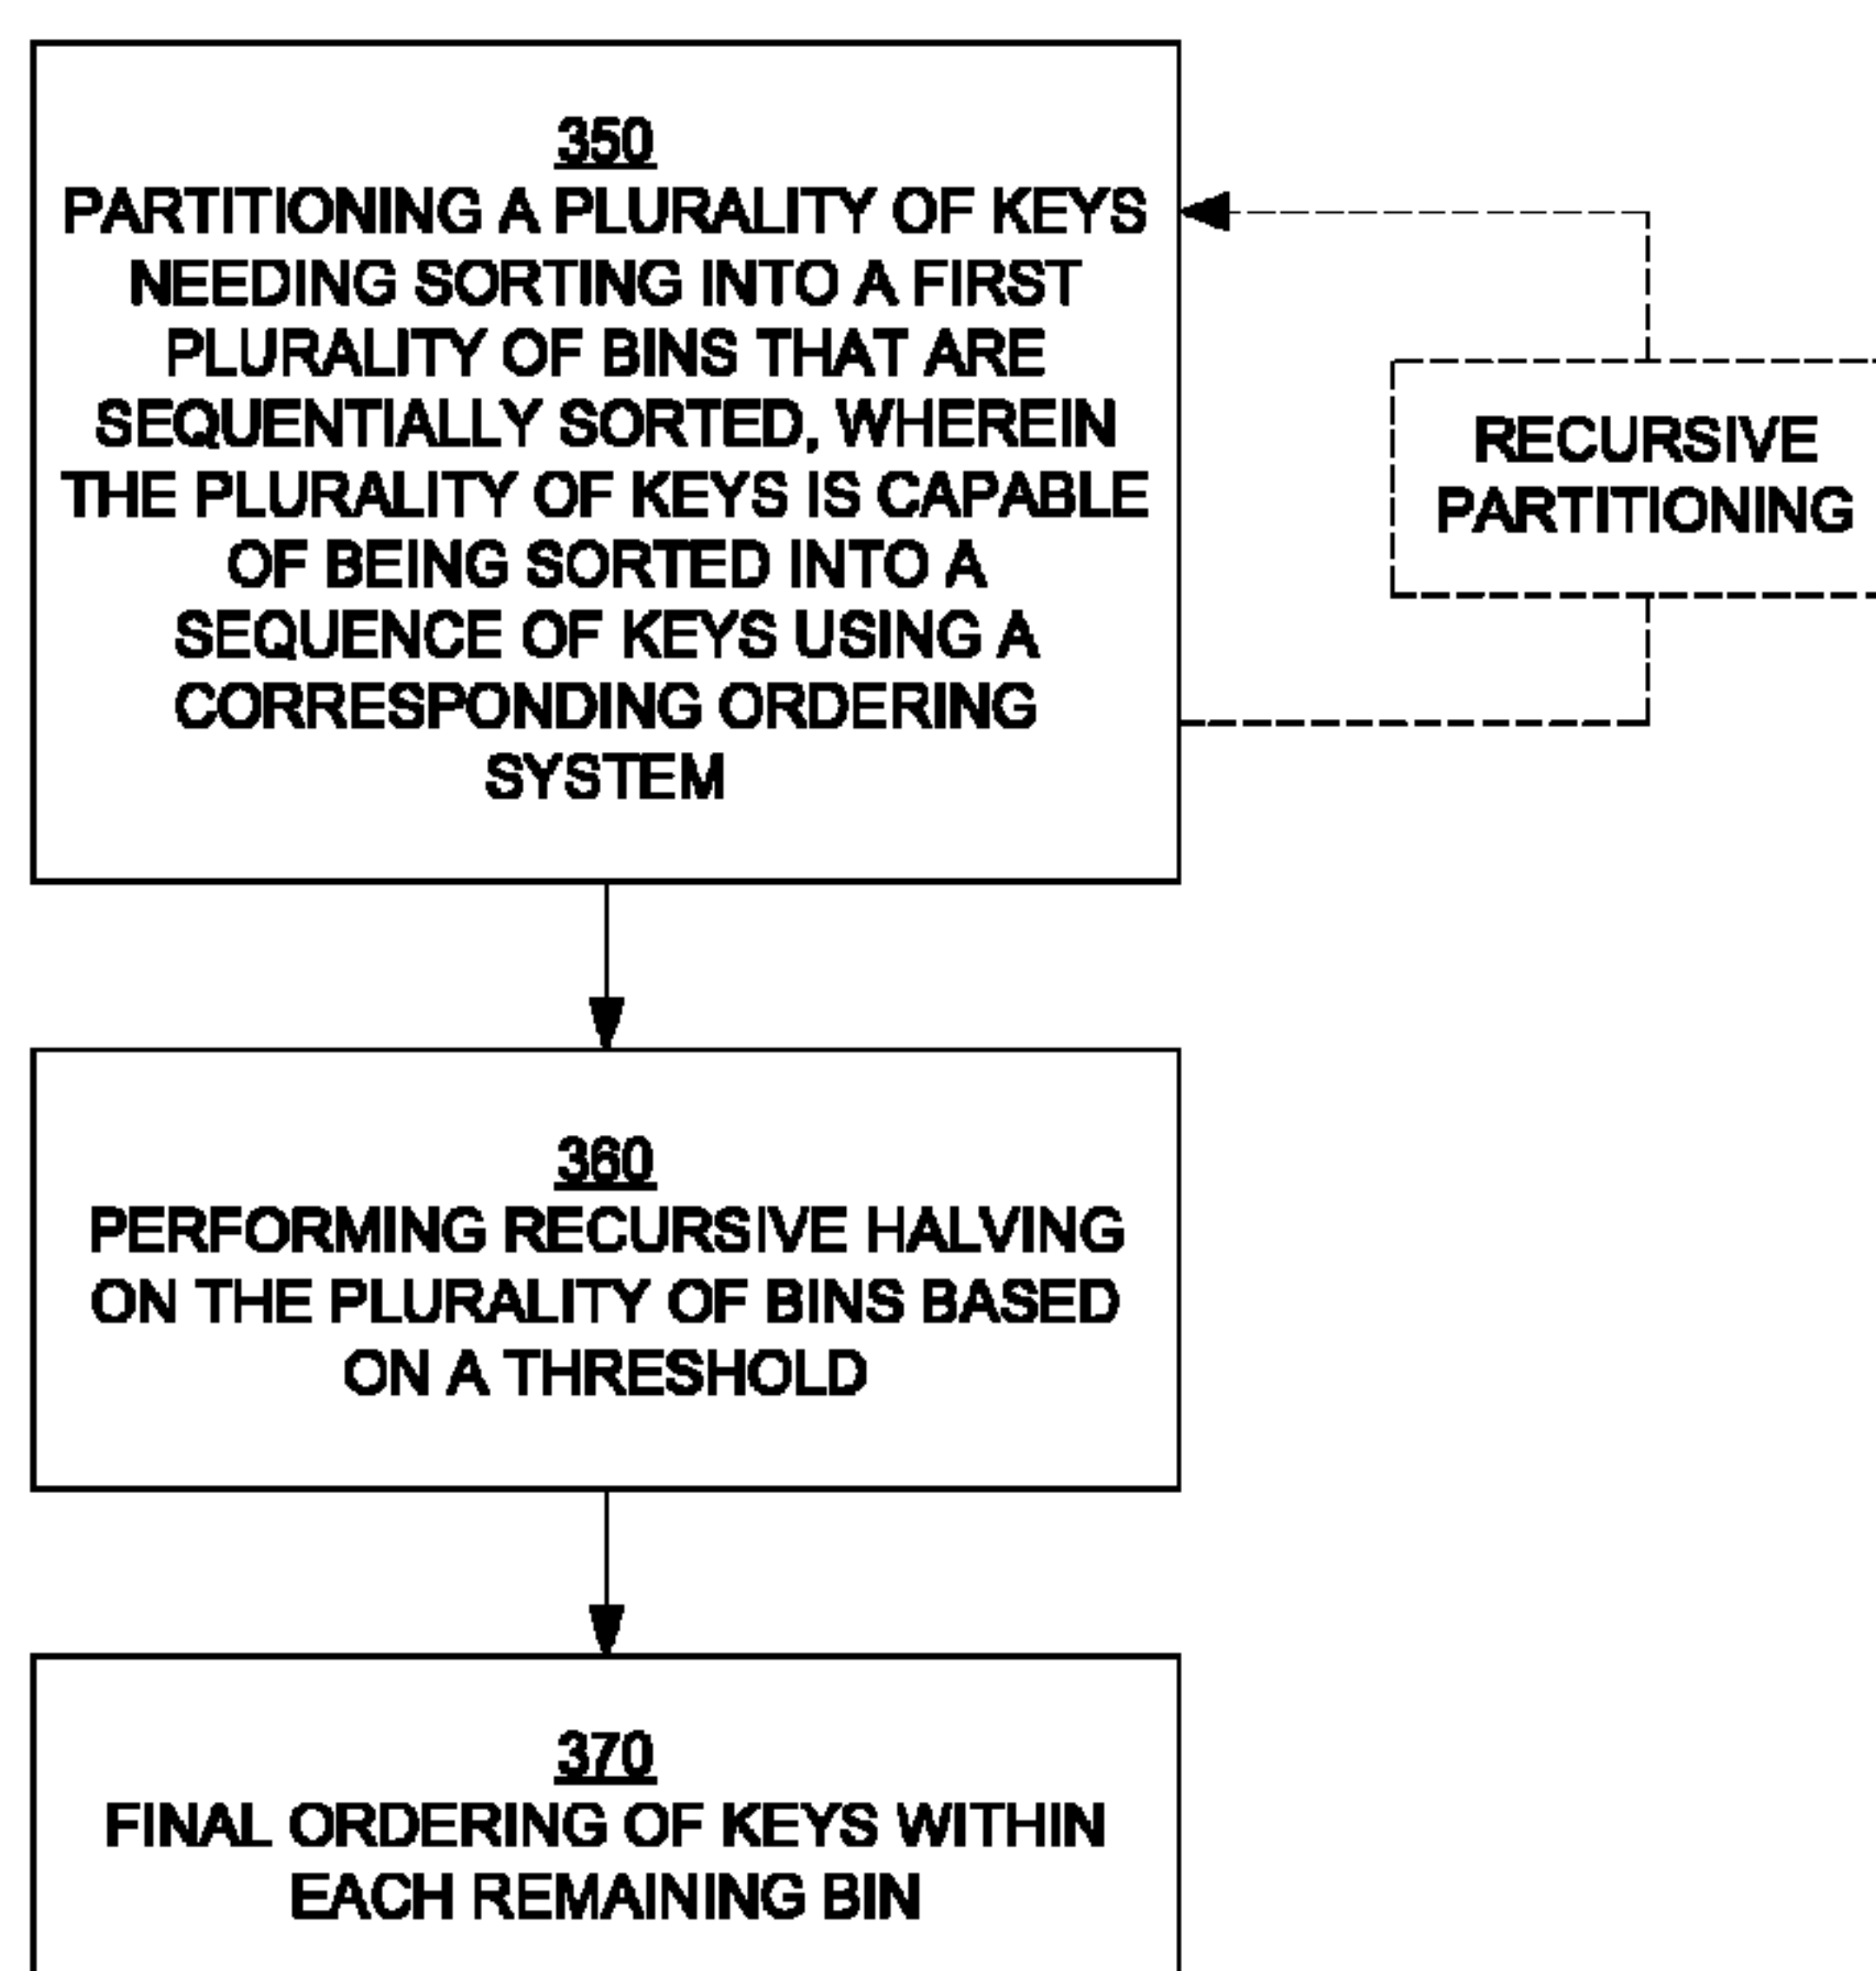 350
PARTITIONING A PLURALITY OF KEYS
NEEDING SORTING INTO A FIRST
PLURALITY OF BINS THAT ARE
SEQUENTIALLY SORTED, WHEREIN
THE PLURALITY OF KEYS IS CAPABLE
OF BEING SORTED INTO A
SEQUENCE OF KEYS USING A
CORRESPONDING ORDERING
SYSTEM
RECURSIVE
PARTITIONING
360
PERFORMING RECURSIVE HALVING
ON THE PLURALITY OF BINS BASED
ON A THRESHOLD
370
FINAL ORDERING OF KEYS WITHIN
EACH REMAINING BIN